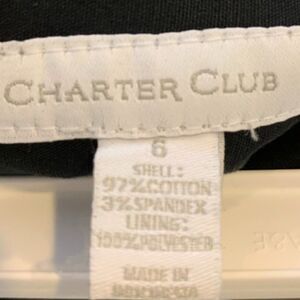 CHARTER CLUB
6
SHELL:
97%COTTON
3%SPANDEX
LINING:
100%POLYESTER
MADE IN